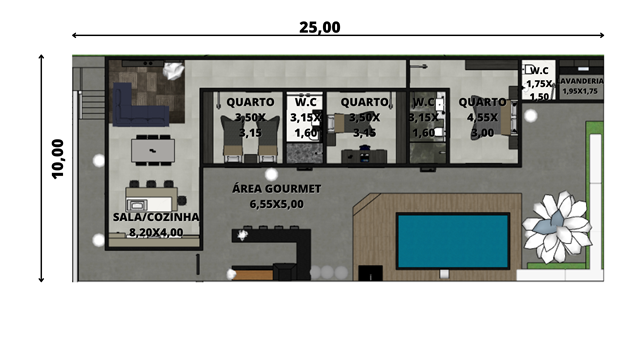 25,00
10,00
QUARTO
3,50X
3,15
W.C
3,15X
1,60
QUARTO
3,50X
3,45
W.C
3,15X
1,60
QUARTO
4,55X
3,00
W.C
1,75X
1,50
LAVANDERIA
1,95X1,75
ÁREA GOURMET
6,55X5,00
SALA/COZINHA
8,20X4,00